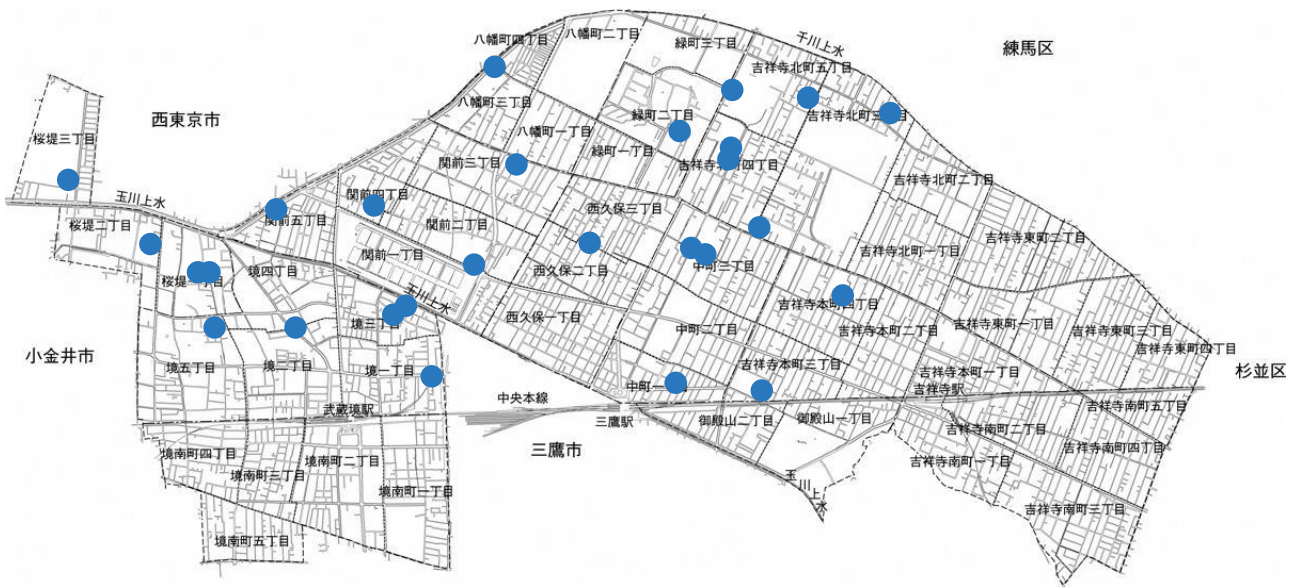 八幡町四丁目
八幡町二丁目
緑町三丁目
千川上水
練馬区
吉祥寺北町五丁目
西東京市
八幡町三丁目
桜堤三丁目
緑町二丁目
吉祥寺北町三丁目
八幡町一丁目
緑町一丁目
関前三丁目
吉祥寺北町四丁目
吉祥寺北町二丁目
玉川上水
関前四丁目
西久保三丁目
桜堤二丁目
関前五丁目
関前二丁目
吉祥寺東町二丁目
関前一丁目
吉祥寺北町一丁目
中町三丁目
境四丁目
西久保二丁目
桜堤一丁目
玉川上水
吉祥寺本町四丁目
境三丁目
西久保一丁目
中町二丁目
吉祥寺本町二丁目
吉祥寺東町一丁目
吉祥寺東町三丁目
小金井市
吉祥寺東町四丁目
境五丁目
境二丁目
境一丁目
吉祥寺本町三丁目
吉祥寺本町一丁目
杉並区
中町一
吉祥寺駅
中央本線
武蔵境駅
三鷹駅
御殿山二丁目
御殿山一丁目
吉祥寺南町五丁目
吉祥寺南町二丁目
三鷹市
吉祥寺南町四丁目
境南町四丁目
境南町三丁目
境南町二丁目
吉祥寺南町一丁目
境南町一丁目
玉川上水
吉祥寺南町三丁目
境南町五丁目